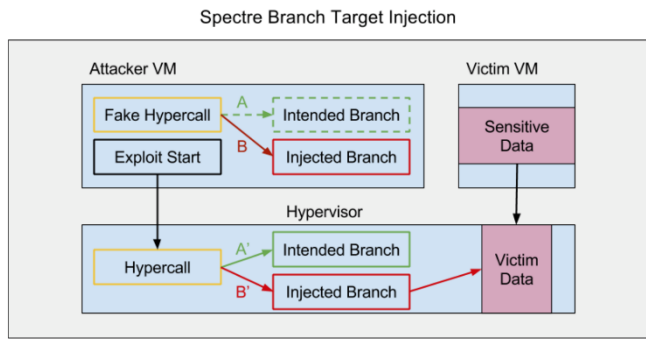 Spectre Branch Target Injection
Attacker VM
Victim VM
Fake Hypercall
A
Intended Branch
B
Exploit Start
Injected Branch
Sensitive
Data
Hypervisor
Hypercall
A'
Intended Branch
B'
Injected Branch
Victim
Data